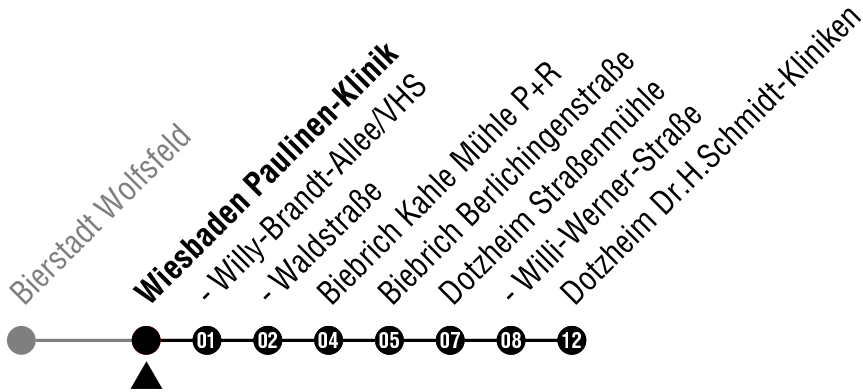 Bierstadt Wolfsfeld
Wiesbaden Paulinen-Klinik
- Willy-Brandt-Allee/VHS
- Waldstraße
Biebrich Kahle Mühle P+R
Biebrich Berlichingenstraße
Dotzheim Straßenmühle
- Willi-Werner-Straße
Dotzheim Dr.H.Schmidt-Kliniken
01 02 04 05 07 08 12